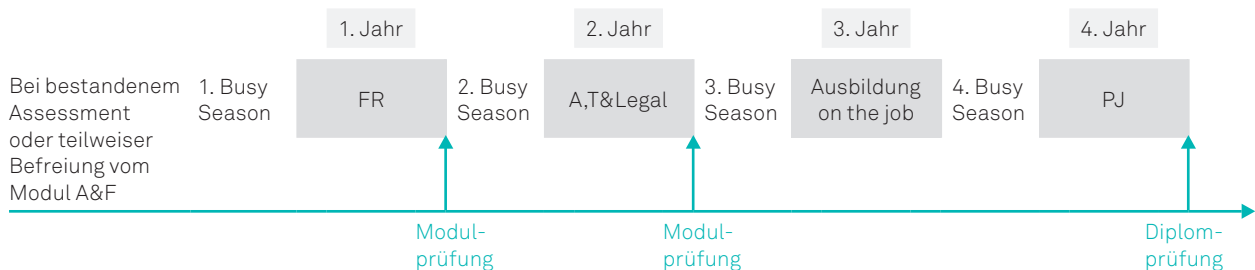 1. Jahr
2. Jahr
3. Jahr
4. Jahr
Bei bestandenem
Assessment
oder teilweiser
Befreiung vom
Modul A&F
1. Busy
Season
FR
2. Busy
Season
A,T&Legal
3. Busy
Season
Ausbildung
on the job
4. Busy
Season
PJ
Modul-
prüfung
Modul-
prüfung
Diplom-
prüfung